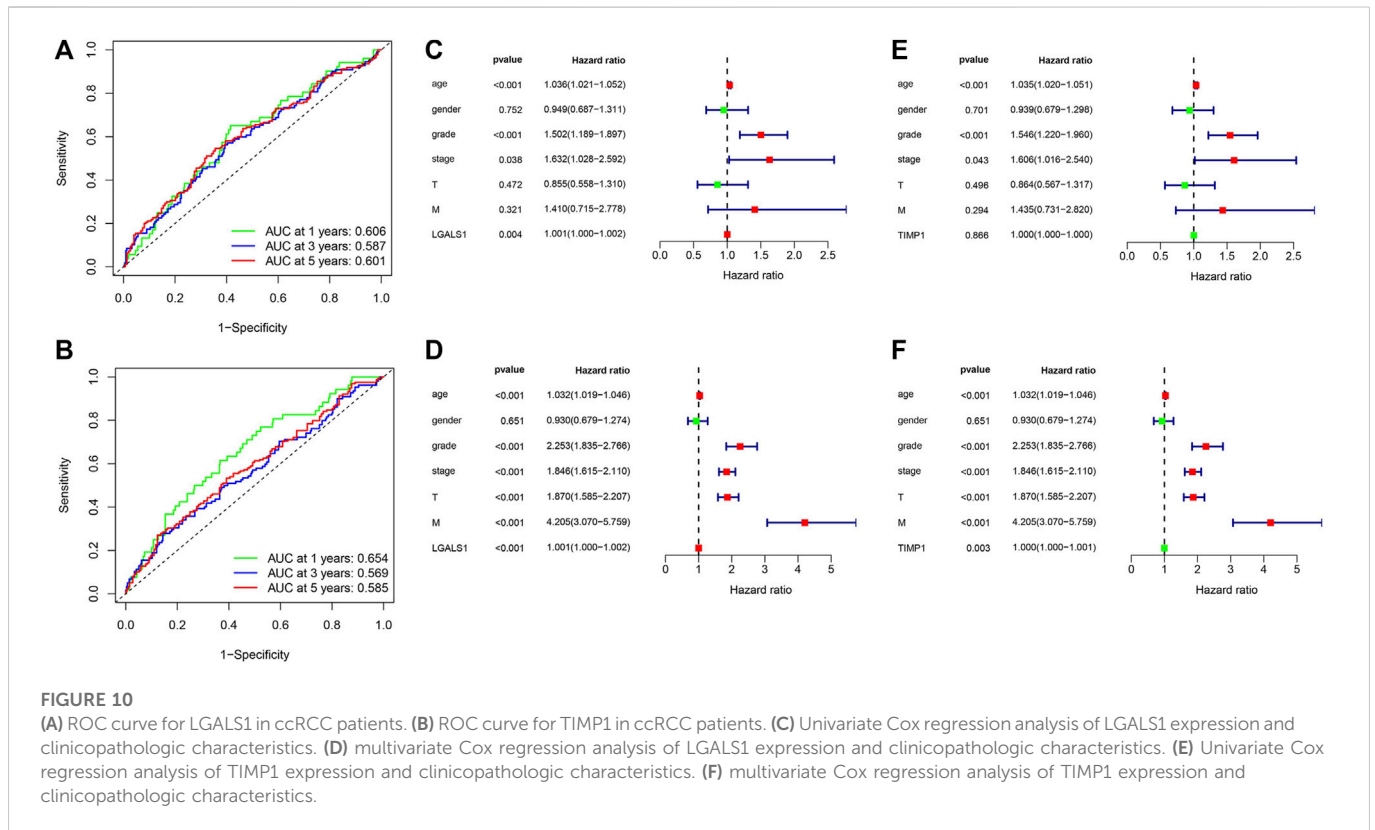 A
Sensitivity
1.0
0.8
0.6
0.4
0.2
0.0
AUC at 1 years: 0.606
AUC at 3 years: 0.587
AUC at 5 years: 0.601
0.0 0.2 0.4 0.6 0.8 1.0
1−Specificity
C
pvalue Hazard ratio
age <0.001 1.036(1.021−1.052)
gender 0.752 0.949(0.687−1.311)
grade <0.001 1.502(1.189−1.897)
stage 0.038 1.632(1.028−2.592)
T 0.472 0.855(0.558−1.310)
M 0.321 1.410(0.715−2.778)
LGALS1 0.004 1.001(1.000−1.002)
0.0 0.5 1.0 1.5 2.0 2.5
Hazard ratio
E
pvalue Hazard ratio
age <0.001 1.035(1.020−1.051)
gender 0.701 0.939(0.679−1.298)
grade <0.001 1.546(1.220−1.960)
stage 0.043 1.606(1.016−2.540)
T 0.496 0.864(0.567−1.317)
M 0.294 1.435(0.731−2.820)
TIMP1 0.866 1.000(1.000−1.000)
0.0 0.5 1.0 1.5 2.0 2.5
Hazard ratio
B
Sensitivity
1.0
0.8
0.6
0.4
0.2
0.0
AUC at 1 years: 0.654
AUC at 3 years: 0.569
AUC at 5 years: 0.585
0.0 0.2 0.4 0.6 0.8 1.0
1−Specificity
D
pvalue Hazard ratio
age <0.001 1.032(1.019−1.046)
gender 0.651 0.930(0.679−1.274)
grade <0.001 2.253(1.835−2.766)
stage <0.001 1.846(1.615−2.110)
T <0.001 1.870(1.585−2.207)
M <0.001 4.205(3.070−5.759)
LGALS1 <0.001 1.001(1.000−1.002)
0 1 2 3 4 5
Hazard ratio
F
pvalue Hazard ratio
age <0.001 1.032(1.019−1.046)
gender 0.651 0.930(0.679−1.274)
grade <0.001 2.253(1.835−2.766)
stage <0.001 1.846(1.615−2.110)
T <0.001 1.870(1.585−2.207)
M <0.001 4.205(3.070−5.759)
TIMP1 0.003 1.000(1.000−1.001)
0 1 2 3 4 5
Hazard ratio
FIGURE 10
(A) ROC curve for LGALS1 in ccRCC patients. (B) ROC curve for TIMP1 in ccRCC patients. (C) Univariate Cox regression analysis of LGALS1 expression and
clinicopathologic characteristics. (D) multivariate Cox regression analysis of LGALS1 expression and clinicopathologic characteristics. (E) Univariate Cox
regression analysis of TIMP1 expression and clinicopathologic characteristics. (F) multivariate Cox regression analysis of TIMP1 expression and
clinicopathologic characteristics.